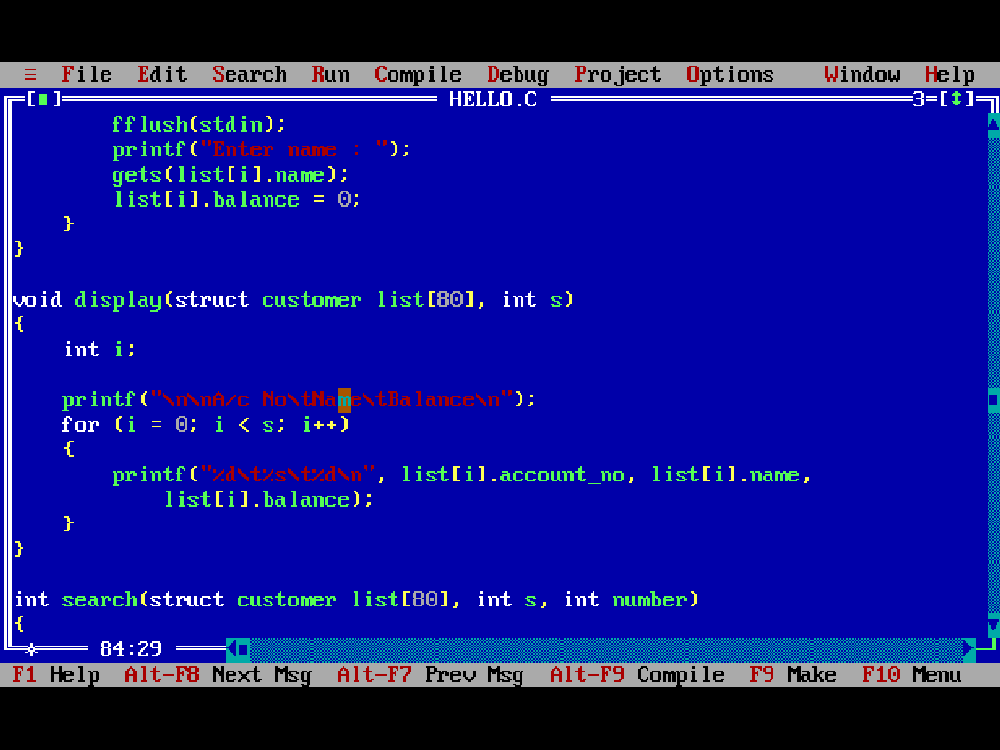 ≡ File Edit Search Run Compile Debug Project Options Window Help
[■] HELLO.C 3=[↕]
fflush(stdin);
printf("Enter name : ");
gets(list[i].name);
list[i].balance = 0;
}
}
void display(struct customer list[80], int s)
{
int i;
printf("\n\nA/c No\tName\tBalance\n");
for (i = 0; i < s; i++)
{
printf("%d\t%s\t%d\n", list[i].account_no, list[i].name,
list[i].balance);
}
}
int search(struct customer list[80], int s, int number)
{
84:29
F1 Help Alt-F8 Next Msg Alt-F7 Prev Msg Alt-F9 Compile F9 Make F10 Menu